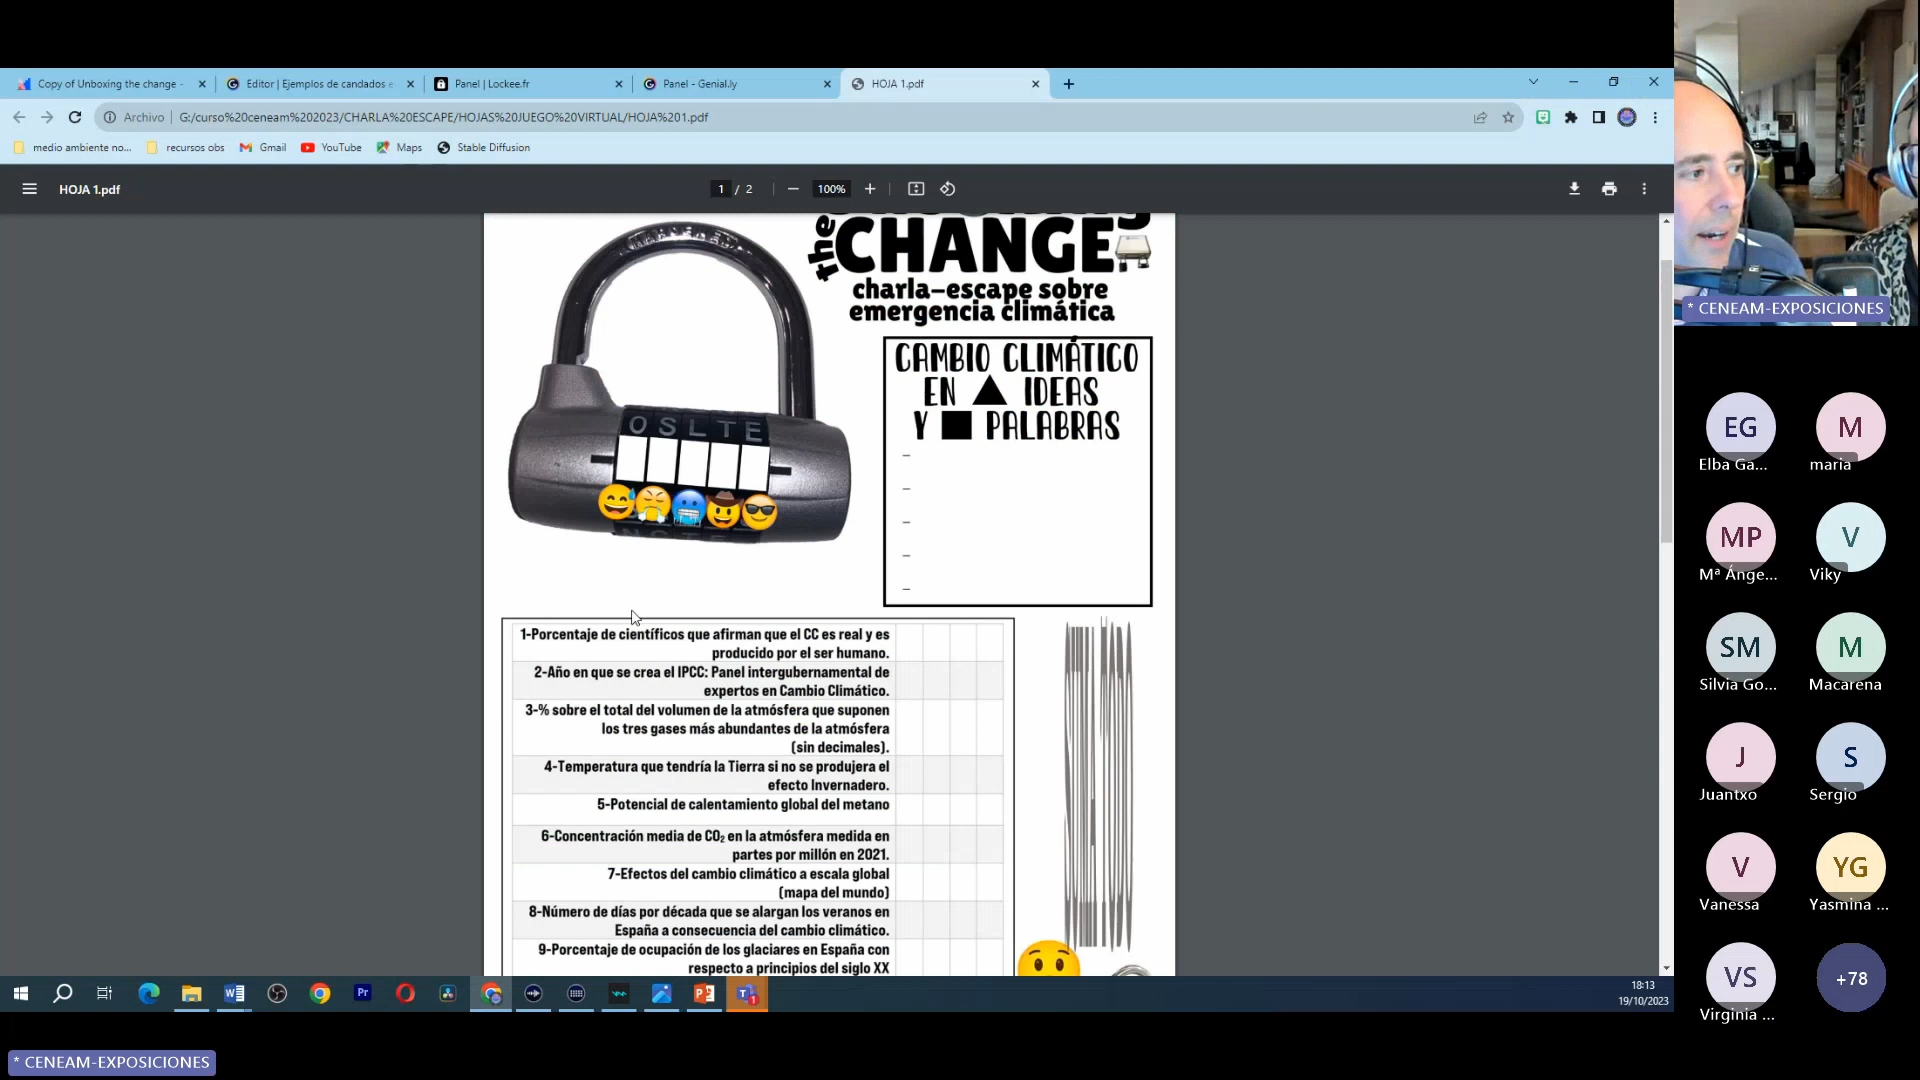 Copy of Unboxing the change -
Editor | Ejemplos de candados e
Panel | Lockee.fr
Panel - Genial.ly
HOJA 1.pdf
Archivo
G:/curso%20ceneam%202023/CHARLA%20ESCAPE/HOJAS%20JUEGO%20VIRTUAL/HOJA%201.pdf
medio ambiente no...
recursos obs
Gmail
YouTube
Maps
Stable Diffusion
HOJA 1.pdf
1 / 2
100%
the CHANGE
charla-escape sobre
emergencia climática
OSLTE
CAMBIO CLIMÁTICO
EN ▲ IDEAS
Y ■ PALABRAS
-
-
-
-
-
1-Porcentaje de científicos que afirman que el CC es real y es
producido por el ser humano.
2-Año en que se crea el IPCC: Panel intergubernamental de
expertos en Cambio Climático.
3-% sobre el total del volumen de la atmósfera que suponen
los tres gases más abundantes de la atmósfera
(sin decimales).
4-Temperatura que tendría la Tierra si no se produjera el
efecto Invernadero.
5-Potencial de calentamiento global del metano
6-Concentración media de CO₂ en la atmósfera medida en
partes por millón en 2021.
7-Efectos del cambio climático a escala global
(mapa del mundo)
8-Número de días por década que se alargan los veranos en
España a consecuencia del cambio climático.
9-Porcentaje de ocupación de los glaciares en España con
respecto a principios del siglo XX
18:13
19/10/2023
* CENEAM-EXPOSICIONES
* CENEAM-EXPOSICIONES
EG
Elba Ga...
M
maria
MP
Mª Ánge...
V
Viky
SM
Silvia Go...
M
Macarena
J
Juantxo
S
Sergio
V
Vanessa
YG
Yasmina ...
VS
Virginia ...
+78